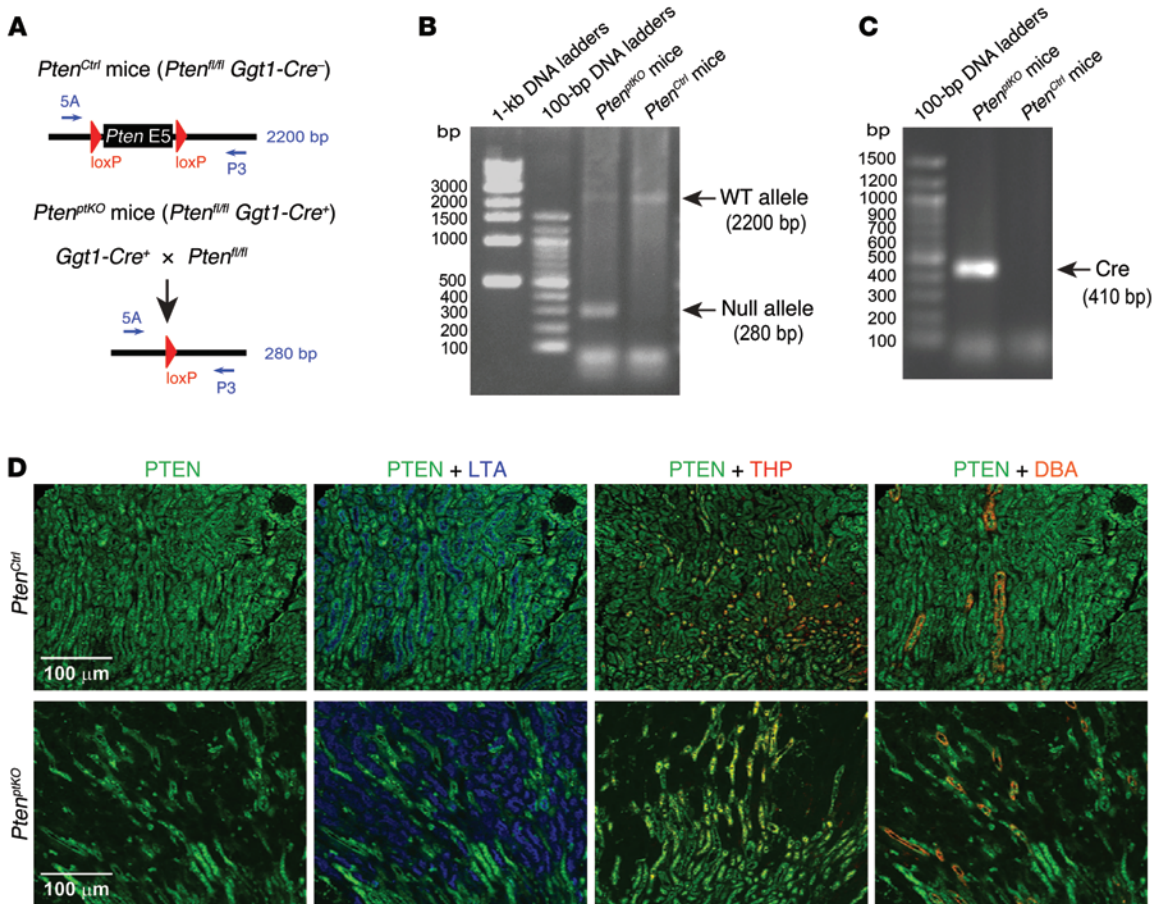 A
Pten^Ctrl mice (Pten^fl/fl Ggt1-Cre^–)
5A
Pten E5
2200 bp
loxP
loxP
P3
Pten^ptKO mice (Pten^fl/fl Ggt1-Cre^+)
Ggt1-Cre^+ × Pten^fl/fl
5A
280 bp
loxP
P3
B
1-kb DNA ladders
100-bp DNA ladders
Pten^ptKO mice
Pten^Ctrl mice
bp
3000
2000
1500
1000
500
400
300
200
100
WT allele
(2200 bp)
Null allele
(280 bp)
C
100-bp DNA ladders
Pten^ptKO mice
Pten^Ctrl mice
bp
1500
1200
1000
900
700
600
500
400
300
200
100
Cre
(410 bp)
D
PTEN
PTEN + LTA
PTEN + THP
PTEN + DBA
Pten^Ctrl
100 μm
Pten^ptKO
100 μm